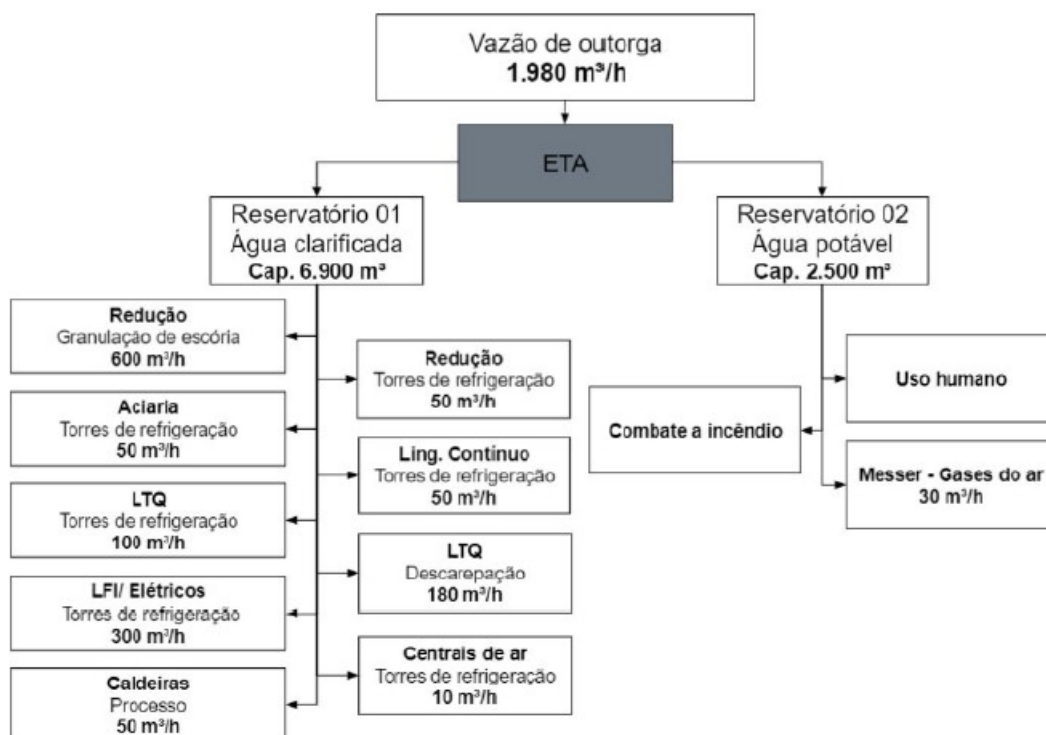 Vazão de outorga
1.980 m³/h
ETA
Reservatório 01
Água clarificada
Cap. 6.900 m³
Reservatório 02
Água potável
Cap. 2.500 m³
Redução
Granulação de escória
600 m³/h
Redução
Torres de refrigeração
50 m³/h
Aciaria
Torres de refrigeração
50 m³/h
Ling. Continuo
Torres de refrigeração
50 m³/h
LTQ
Torres de refrigeração
100 m³/h
LTQ
Descarepação
180 m³/h
LFI/ Elétricos
Torres de refrigeração
300 m³/h
Centrais de ar
Torres de refrigeração
10 m³/h
Caldeiras
Processo
50 m³/h
Uso humano
Combate a incêndio
Messer - Gases do ar
30 m³/h